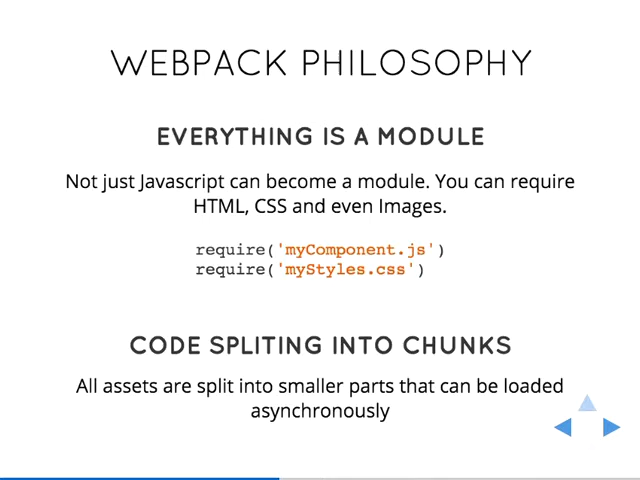 WEBPACK PHILOSOPHY
EVERYTHING IS A MODULE
Not just Javascript can become a module. You can require
HTML, CSS and even Images.
require('myComponent.js')
require('myStyles.css')
CODE SPLITING INTO CHUNKS
All assets are split into smaller parts that can be loaded
asynchronously